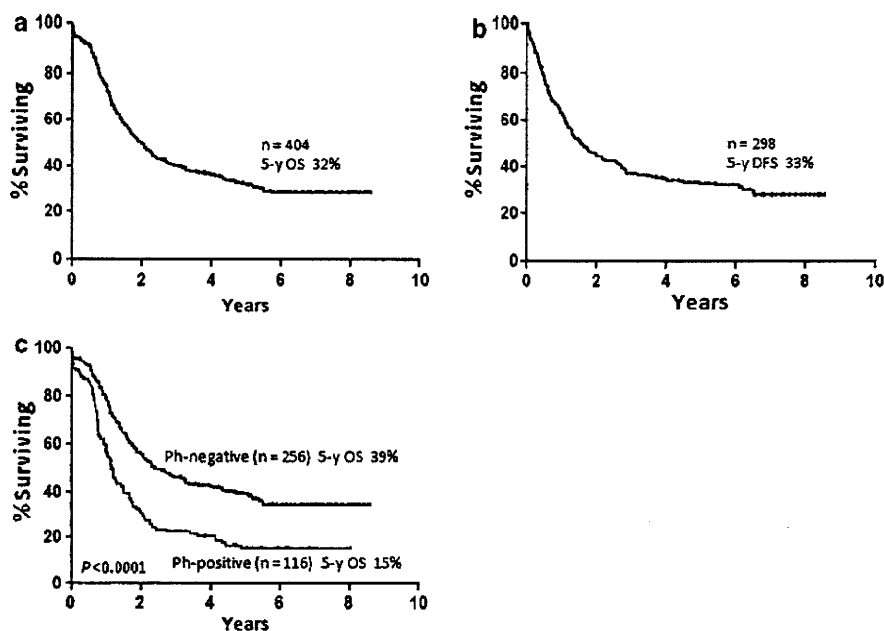 a
% Surviving
100
80
60
40
20
0
n = 404
5-y OS 32%
0 2 4 6 8 10
Years
b
% Surviving
100
80
60
40
20
0
n = 298
5-y DFS 33%
0 2 4 6 8 10
Years
c
% Surviving
100
80
60
40
20
0
Ph-negative (n = 256) 5-y OS 39%
Ph-positive (n = 116) 5-y OS 15%
P<0.0001
0 2 4 6 8 10
Years